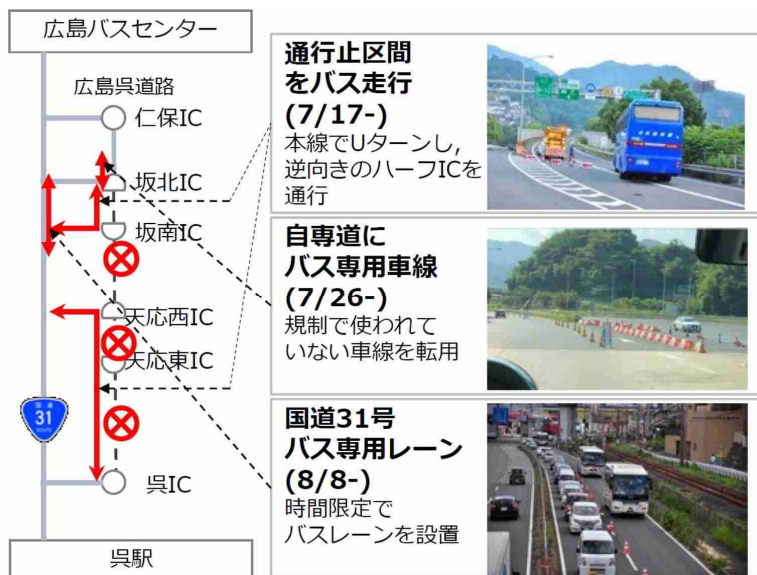 広島バスセンター
広島呉道路
仁保IC
坂北IC
坂南IC
天応西IC
天応東IC
国道
31
ROUTE
呉IC
呉駅
通行止区間
をバス走行
(7/17-)
本線でUターンし,
逆向きのハーフICを
通行
自専道に
バス専用車線
(7/26-)
規制で使われて
いない車線を転用
国道31号
バス専用レーン
(8/8-)
時間限定で
バスレーンを設置